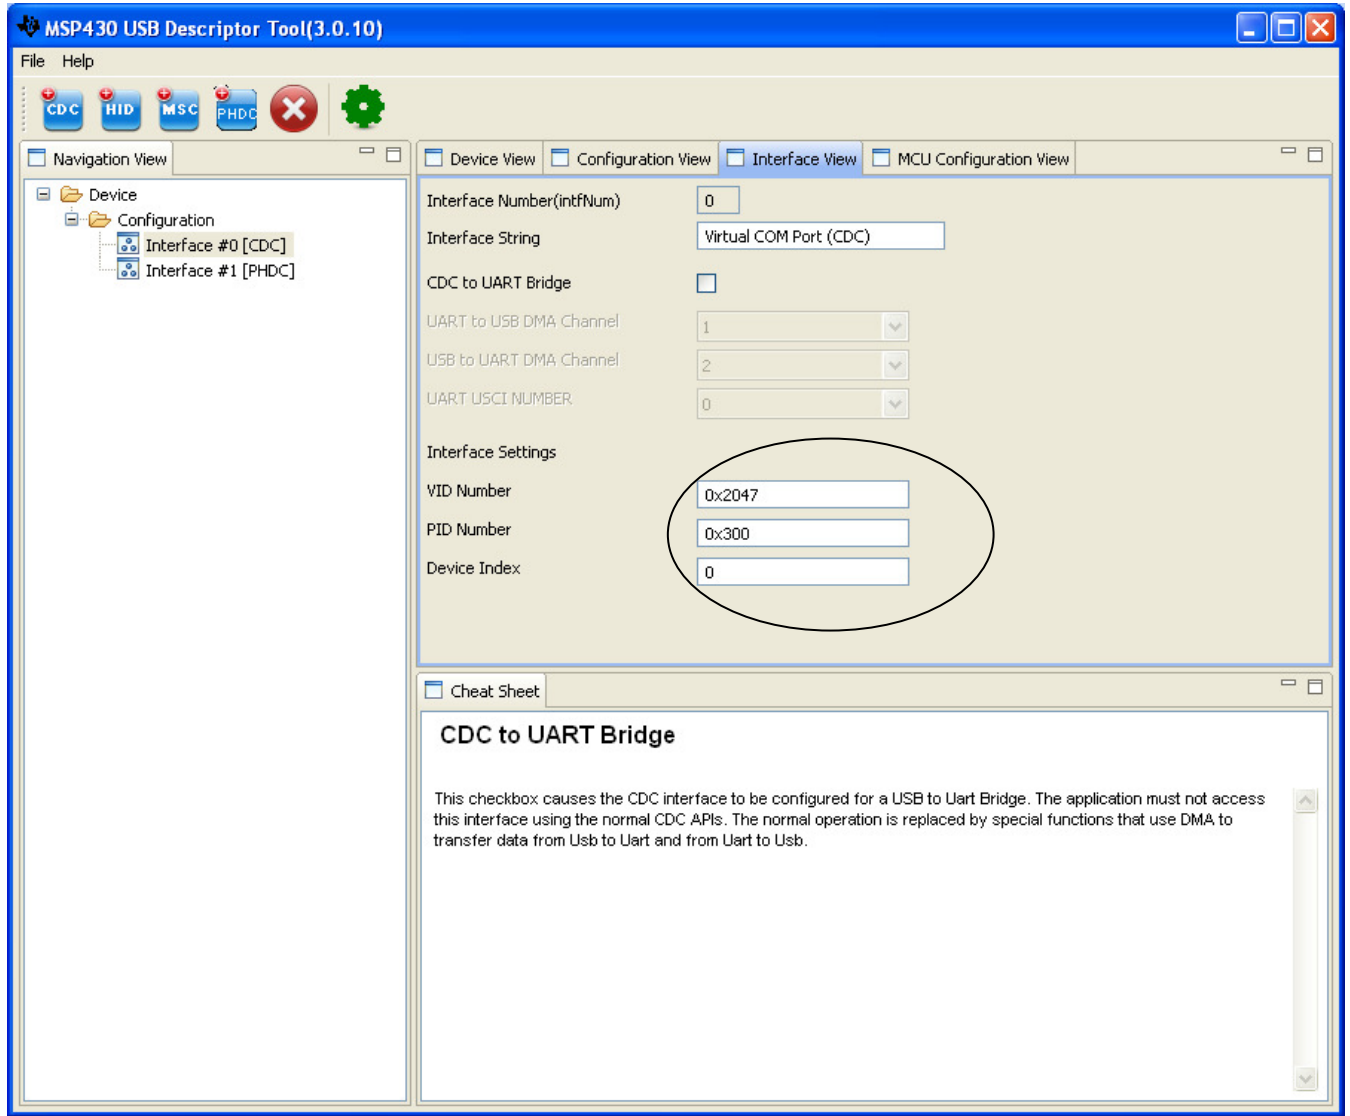 MSP430 USB Descriptor Tool(3.0.10)
File Help
CDC HID MSC PHDC
Navigation View
Device
Configuration
Interface #0 [CDC]
Interface #1 [PHDC]
Device View Configuration View Interface View MCU Configuration View
Interface Number(intfNum) 0
Interface String Virtual COM Port (CDC)
CDC to UART Bridge
UART to USB DMA Channel 1
USB to UART DMA Channel 2
UART USCI NUMBER 0
Interface Settings
VID Number 0x2047
PID Number 0x300
Device Index 0
Cheat Sheet
CDC to UART Bridge
This checkbox causes the CDC interface to be configured for a USB to Uart Bridge. The application must not access
this interface using the normal CDC APIs. The normal operation is replaced by special functions that use DMA to
transfer data from Usb to Uart and from Uart to Usb.